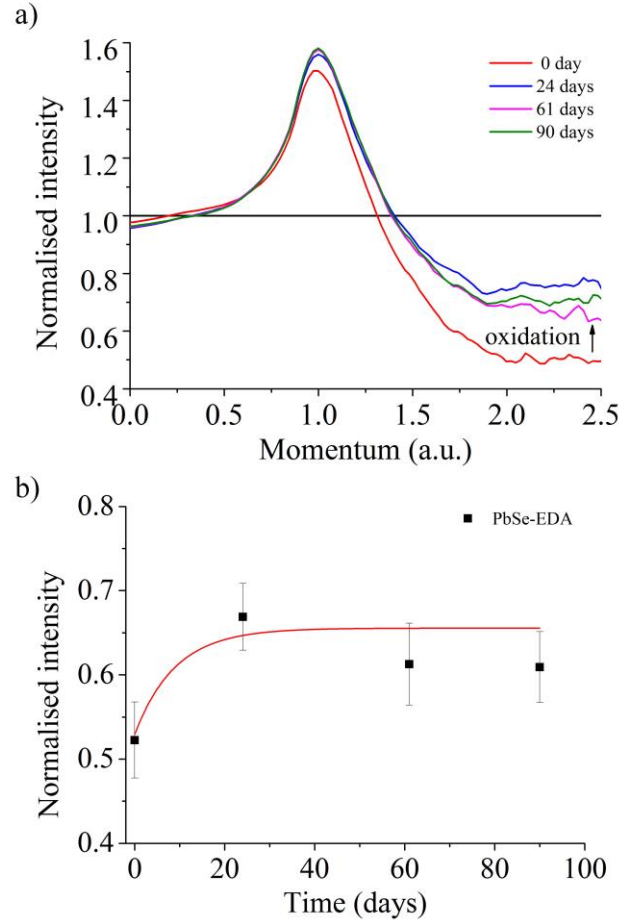 a)
Normalised intensity
1.6
1.4
1.2
1.0
0.8
0.6
0.4
0 day
24 days
61 days
90 days
oxidation
0.0
0.5
1.0
1.5
2.0
2.5
Momentum (a.u.)
b)
Normalised intensity
0.8
0.7
0.6
0.5
0.4
PbSe-EDA
0
20
40
60
80
100
Time (days)